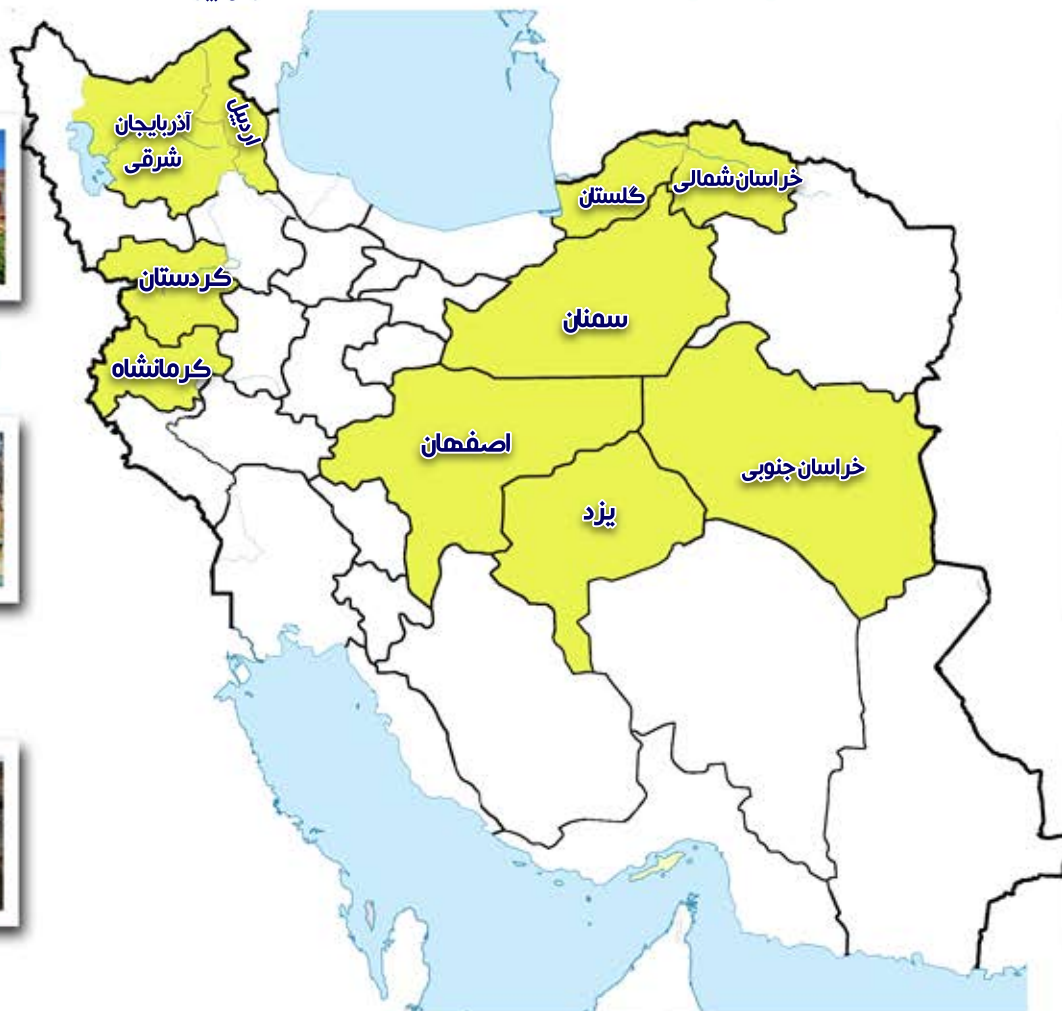 آذربایجان
شرقی
اردبیل
خراسان شمالی
گلستان
کردستان
سمنان
کرمانشاه
اصفهان
خراسان جنوبی
یزد